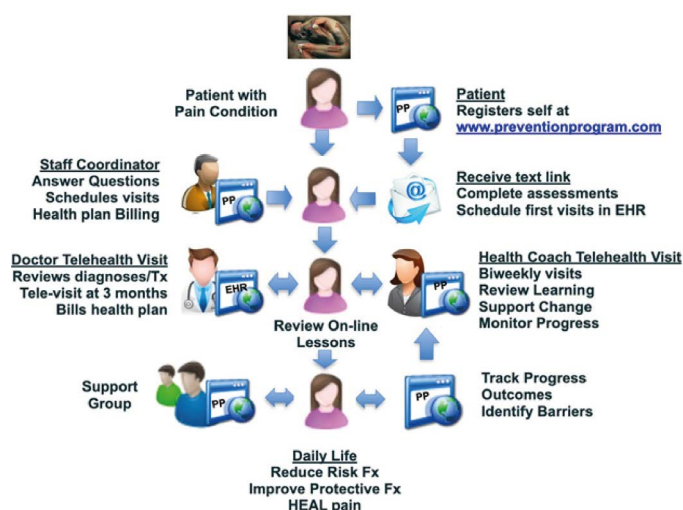 Patient with
Pain Condition
PP
Patient
Registers self at
www.preventionprogram.com
Staff Coordinator
Answer Questions
Schedules visits
Health plan Billing
PP
@
Receive text link
Complete assessments
Schedule first visits in EHR
Doctor Telehealth Visit
Reviews diagnoses/Tx
Tele-visit at 3 months
Bills health plan
EHR
Review On-line
Lessons
PP
Health Coach Telehealth Visit
Biweekly visits
Review Learning
Support Change
Monitor Progress
Support
Group
PP
PP
Track Progress
Outcomes
Identify Barriers
Daily Life
Reduce Risk Fx
Improve Protective Fx
HEAL pain